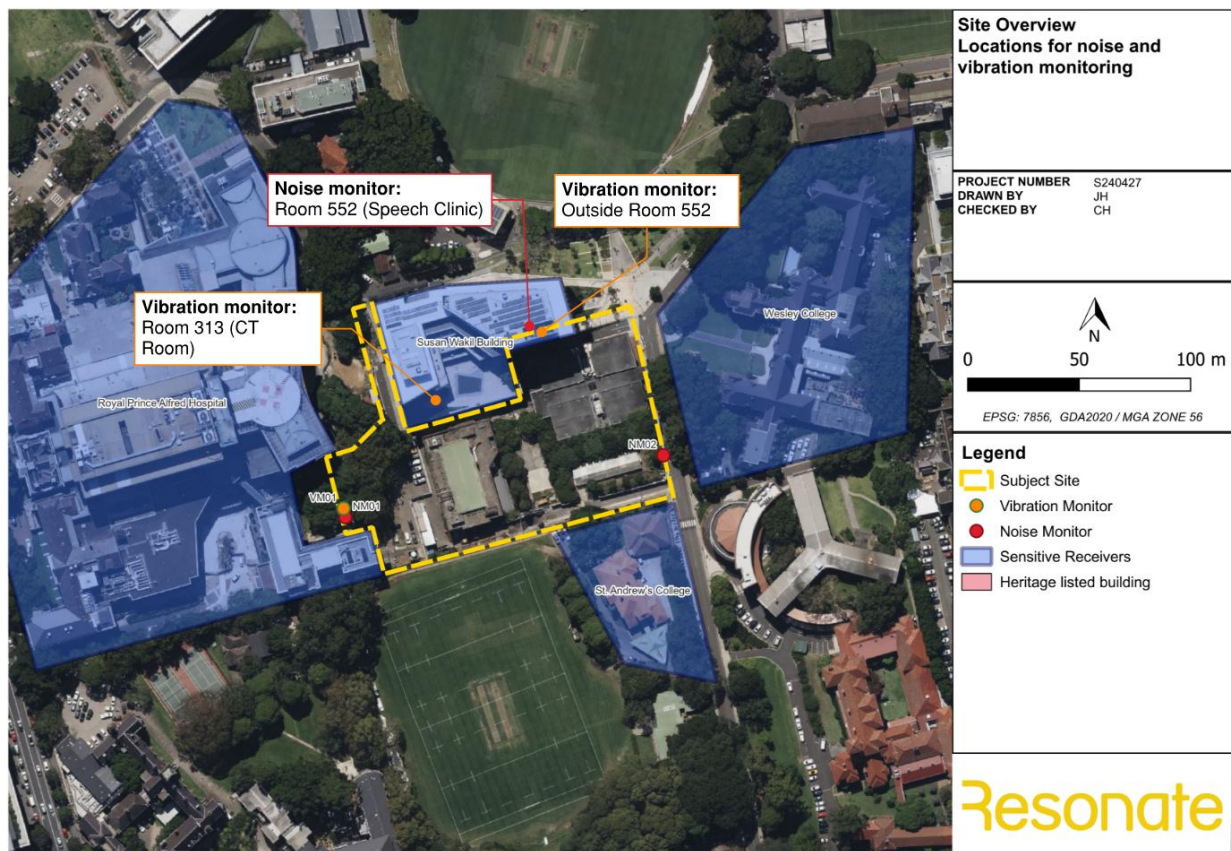 Site Overview
Locations for noise and
vibration monitoring
PROJECT NUMBER S240427
DRAWN BY JH
CHECKED BY CH
N
0 50 100 m
EPSG: 7856, GDA2020 / MGA ZONE 56
Legend
Subject Site
Vibration Monitor
Noise Monitor
Sensitive Receivers
Heritage listed building
Resonate
Noise monitor:
Room 552 (Speech Clinic)
Vibration monitor:
Outside Room 552
Vibration monitor:
Room 313 (CT
Room)
Susan Wakil Building
Wesley College
Royal Prince Alfred Hospital
NM02
VM01
NM01
St. Andrew's College